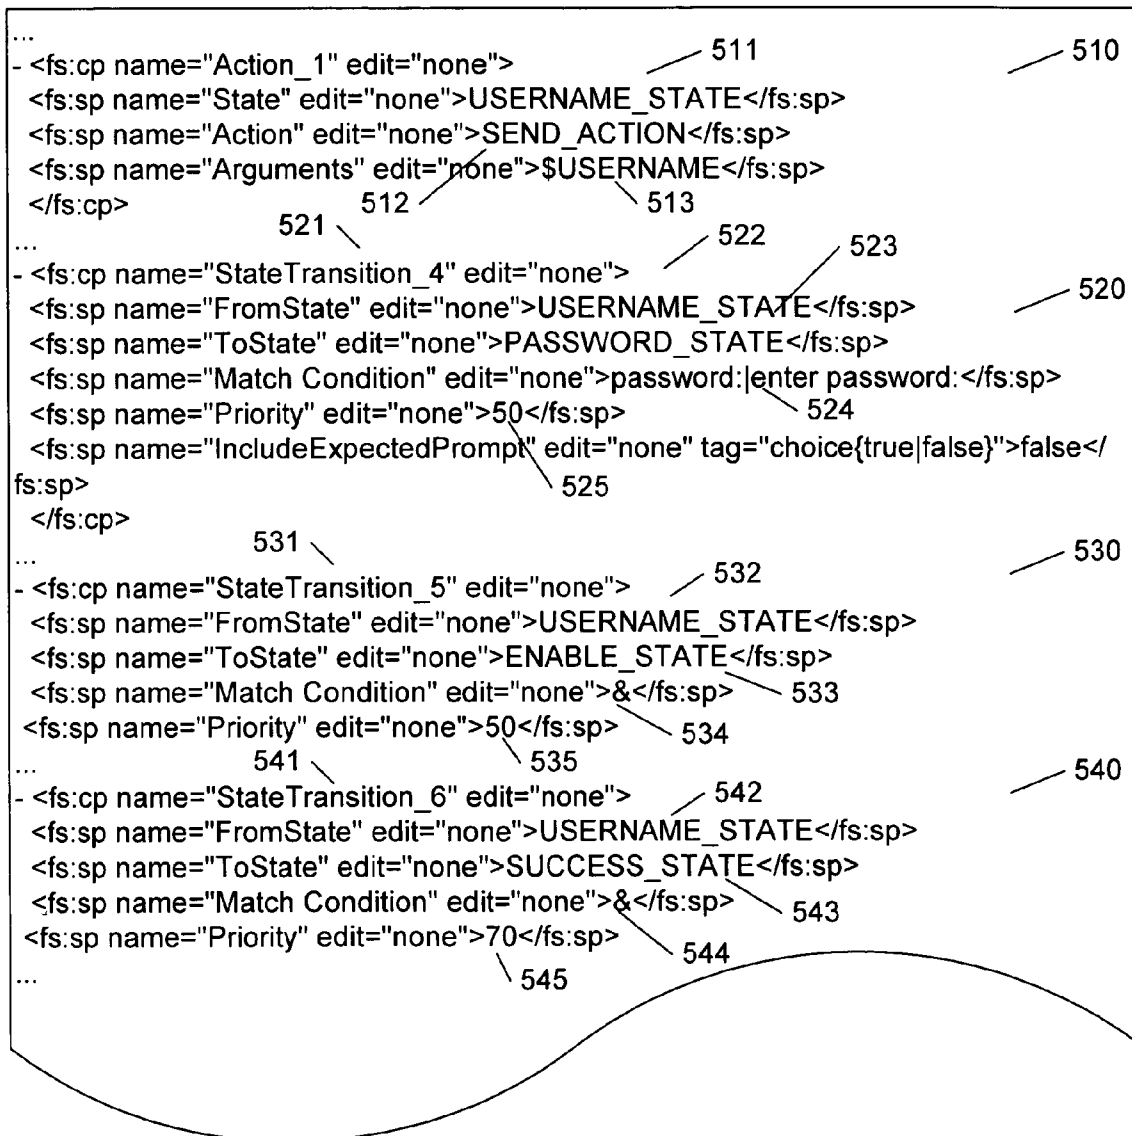 ...
511
510
- <fs:cp name="Action_1" edit="none">
<fs:sp name="State" edit="none">USERNAME_STATE</fs:sp>
<fs:sp name="Action" edit="none">SEND_ACTION</fs:sp>
<fs:sp name="Arguments" edit="none">$USERNAME</fs:sp>
</fs:cp>
512
513
521
522
523
...
- <fs:cp name="StateTransition_4" edit="none">
520
<fs:sp name="FromState" edit="none">USERNAME_STATE</fs:sp>
<fs:sp name="ToState" edit="none">PASSWORD_STATE</fs:sp>
<fs:sp name="Match Condition" edit="none">password:|enter password:</fs:sp>
<fs:sp name="Priority" edit="none">50</fs:sp>
524
<fs:sp name="IncludeExpectedPrompt" edit="none" tag="choice{true|false}">false</
fs:sp>
525
</fs:cp>
531
530
...
532
- <fs:cp name="StateTransition_5" edit="none">
<fs:sp name="FromState" edit="none">USERNAME_STATE</fs:sp>
<fs:sp name="ToState" edit="none">ENABLE_STATE</fs:sp>
<fs:sp name="Match Condition" edit="none">&</fs:sp>
533
<fs:sp name="Priority" edit="none">50</fs:sp>
534
...
541
535
540
- <fs:cp name="StateTransition_6" edit="none">
542
<fs:sp name="FromState" edit="none">USERNAME_STATE</fs:sp>
<fs:sp name="ToState" edit="none">SUCCESS_STATE</fs:sp>
<fs:sp name="Match Condition" edit="none">&</fs:sp>
543
<fs:sp name="Priority" edit="none">70</fs:sp>
544
...
545